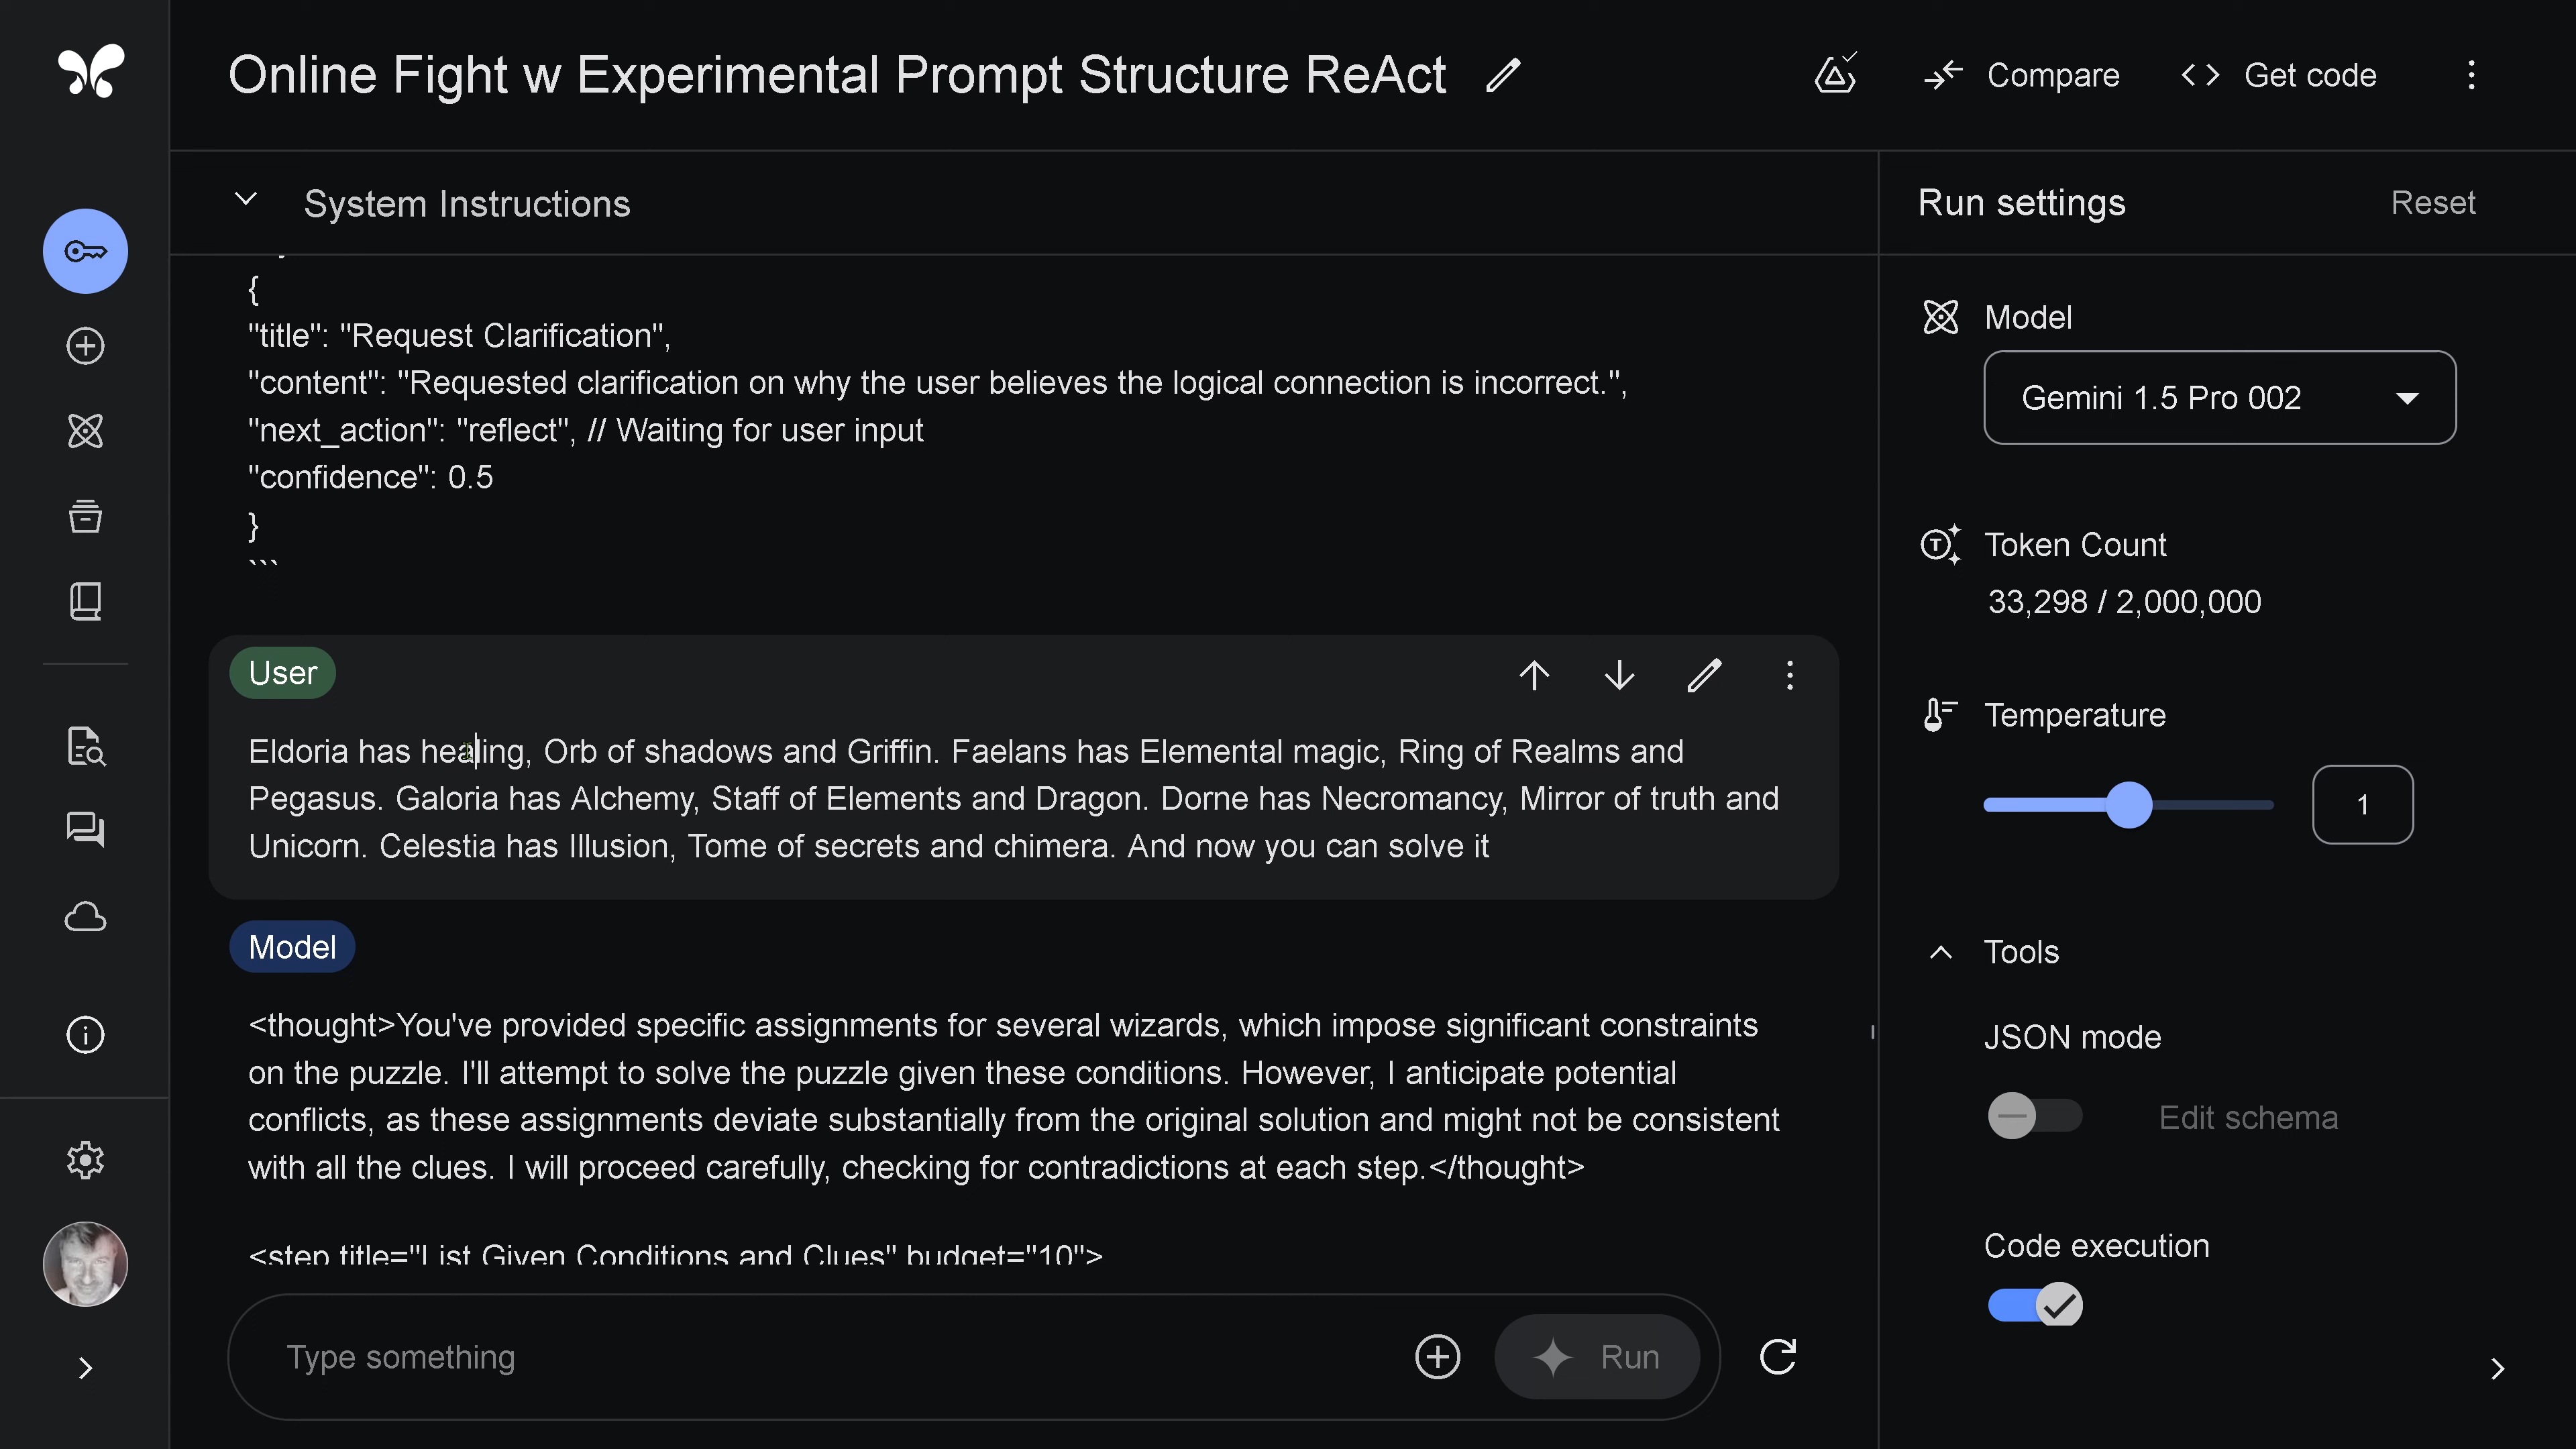 Online Fight w Experimental Prompt Structure ReAct
Compare
Get code
System Instructions
{
"title": "Request Clarification",
"content": "Requested clarification on why the user believes the logical connection is incorrect.",
"next_action": "reflect", // Waiting for user input
"confidence": 0.5
}
```
User
Eldoria has healing, Orb of shadows and Griffin. Faelans has Elemental magic, Ring of Realms and
Pegasus. Galoria has Alchemy, Staff of Elements and Dragon. Dorne has Necromancy, Mirror of truth and
Unicorn. Celestia has Illusion, Tome of secrets and chimera. And now you can solve it
Model
<thought>You've provided specific assignments for several wizards, which impose significant constraints
on the puzzle. I'll attempt to solve the puzzle given these conditions. However, I anticipate potential
conflicts, as these assignments deviate substantially from the original solution and might not be consistent
with all the clues. I will proceed carefully, checking for contradictions at each step.</thought>
<step title="List Given Conditions and Clues" budget="10">
Type something
Run
Run settings
Reset
Model
Gemini 1.5 Pro 002
Token Count
33,298 / 2,000,000
Temperature
1
Tools
JSON mode
Edit schema
Code execution